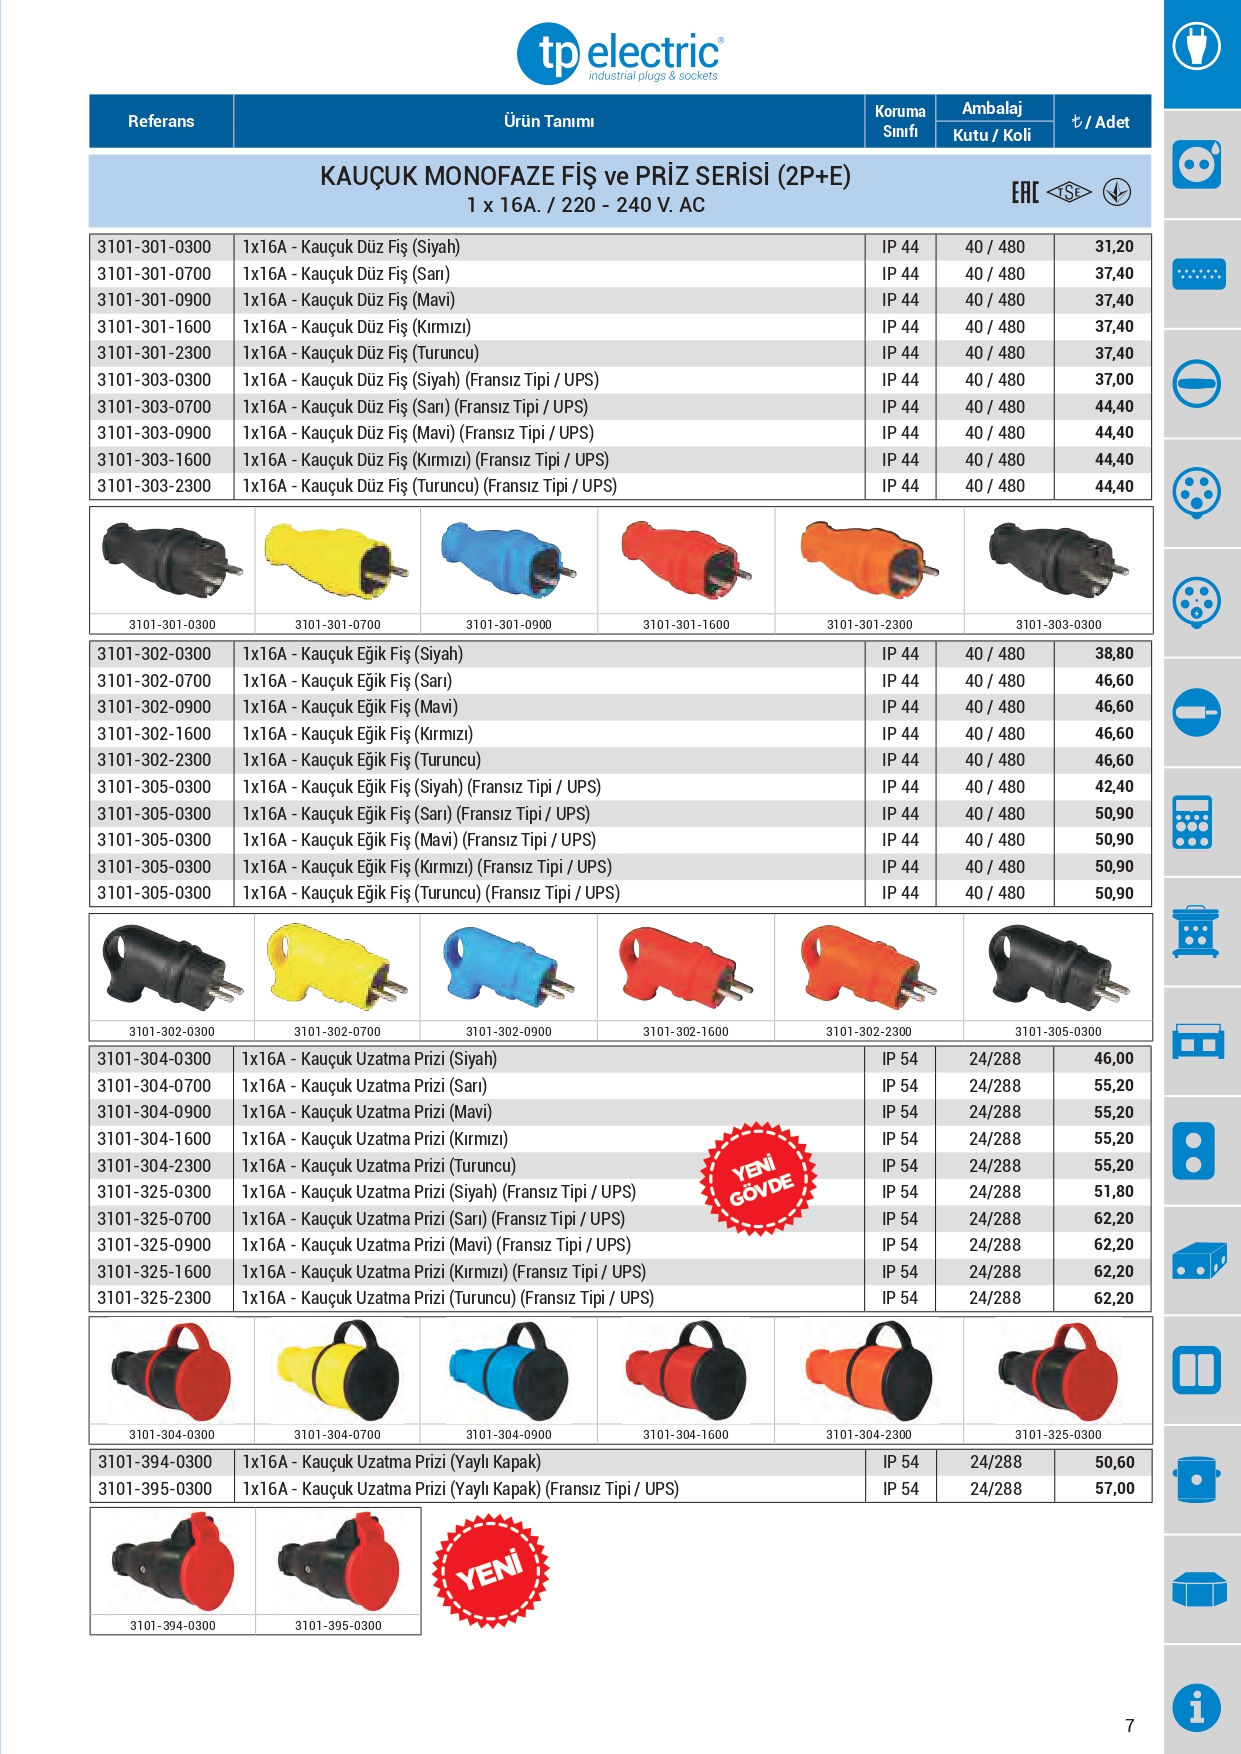 tp electric®
industrial plugs & sockets
Referans Ürün Tanımı Koruma Sınıfı Ambalaj Kutu / Koli ₺ / Adet
KAUÇUK MONOFAZE FİŞ ve PRİZ SERİSİ (2P+E)
1 x 16A. / 220 - 240 V. AC
EAC TSE
3101-301-0300 1x16A - Kauçuk Düz Fiş (Siyah) IP 44 40 / 480 31,20
3101-301-0700 1x16A - Kauçuk Düz Fiş (Sarı) IP 44 40 / 480 37,40
3101-301-0900 1x16A - Kauçuk Düz Fiş (Mavi) IP 44 40 / 480 37,40
3101-301-1600 1x16A - Kauçuk Düz Fiş (Kırmızı) IP 44 40 / 480 37,40
3101-301-2300 1x16A - Kauçuk Düz Fiş (Turuncu) IP 44 40 / 480 37,40
3101-303-0300 1x16A - Kauçuk Düz Fiş (Siyah) (Fransız Tipi / UPS) IP 44 40 / 480 37,00
3101-303-0700 1x16A - Kauçuk Düz Fiş (Sarı) (Fransız Tipi / UPS) IP 44 40 / 480 44,40
3101-303-0900 1x16A - Kauçuk Düz Fiş (Mavi) (Fransız Tipi / UPS) IP 44 40 / 480 44,40
3101-303-1600 1x16A - Kauçuk Düz Fiş (Kırmızı) (Fransız Tipi / UPS) IP 44 40 / 480 44,40
3101-303-2300 1x16A - Kauçuk Düz Fiş (Turuncu) (Fransız Tipi / UPS) IP 44 40 / 480 44,40
3101-301-0300 3101-301-0700 3101-301-0900 3101-301-1600 3101-301-2300 3101-303-0300
3101-302-0300 1x16A - Kauçuk Eğik Fiş (Siyah) IP 44 40 / 480 38,80
3101-302-0700 1x16A - Kauçuk Eğik Fiş (Sarı) IP 44 40 / 480 46,60
3101-302-0900 1x16A - Kauçuk Eğik Fiş (Mavi) IP 44 40 / 480 46,60
3101-302-1600 1x16A - Kauçuk Eğik Fiş (Kırmızı) IP 44 40 / 480 46,60
3101-302-2300 1x16A - Kauçuk Eğik Fiş (Turuncu) IP 44 40 / 480 46,60
3101-305-0300 1x16A - Kauçuk Eğik Fiş (Siyah) (Fransız Tipi / UPS) IP 44 40 / 480 42,40
3101-305-0300 1x16A - Kauçuk Eğik Fiş (Sarı) (Fransız Tipi / UPS) IP 44 40 / 480 50,90
3101-305-0300 1x16A - Kauçuk Eğik Fiş (Mavi) (Fransız Tipi / UPS) IP 44 40 / 480 50,90
3101-305-0300 1x16A - Kauçuk Eğik Fiş (Kırmızı) (Fransız Tipi / UPS) IP 44 40 / 480 50,90
3101-305-0300 1x16A - Kauçuk Eğik Fiş (Turuncu) (Fransız Tipi / UPS) IP 44 40 / 480 50,90
3101-302-0300 3101-302-0700 3101-302-0900 3101-302-1600 3101-302-2300 3101-305-0300
3101-304-0300 1x16A - Kauçuk Uzatma Prizi (Siyah) IP 54 24/288 46,00
3101-304-0700 1x16A - Kauçuk Uzatma Prizi (Sarı) IP 54 24/288 55,20
3101-304-0900 1x16A - Kauçuk Uzatma Prizi (Mavi) IP 54 24/288 55,20
3101-304-1600 1x16A - Kauçuk Uzatma Prizi (Kırmızı) IP 54 24/288 55,20
3101-304-2300 1x16A - Kauçuk Uzatma Prizi (Turuncu) IP 54 24/288 55,20
3101-325-0300 1x16A - Kauçuk Uzatma Prizi (Siyah) (Fransız Tipi / UPS) IP 54 24/288 51,80
3101-325-0700 1x16A - Kauçuk Uzatma Prizi (Sarı) (Fransız Tipi / UPS) IP 54 24/288 62,20
3101-325-0900 1x16A - Kauçuk Uzatma Prizi (Mavi) (Fransız Tipi / UPS) IP 54 24/288 62,20
3101-325-1600 1x16A - Kauçuk Uzatma Prizi (Kırmızı) (Fransız Tipi / UPS) IP 54 24/288 62,20
3101-325-2300 1x16A - Kauçuk Uzatma Prizi (Turuncu) (Fransız Tipi / UPS) IP 54 24/288 62,20
YENİ
GÖVDE
3101-304-0300 3101-304-0700 3101-304-0900 3101-304-1600 3101-304-2300 3101-325-0300
3101-394-0300 1x16A - Kauçuk Uzatma Prizi (Yaylı Kapak) IP 54 24/288 50,60
3101-395-0300 1x16A - Kauçuk Uzatma Prizi (Yaylı Kapak) (Fransız Tipi / UPS) IP 54 24/288 57,00
YENİ
3101-394-0300 3101-395-0300
7